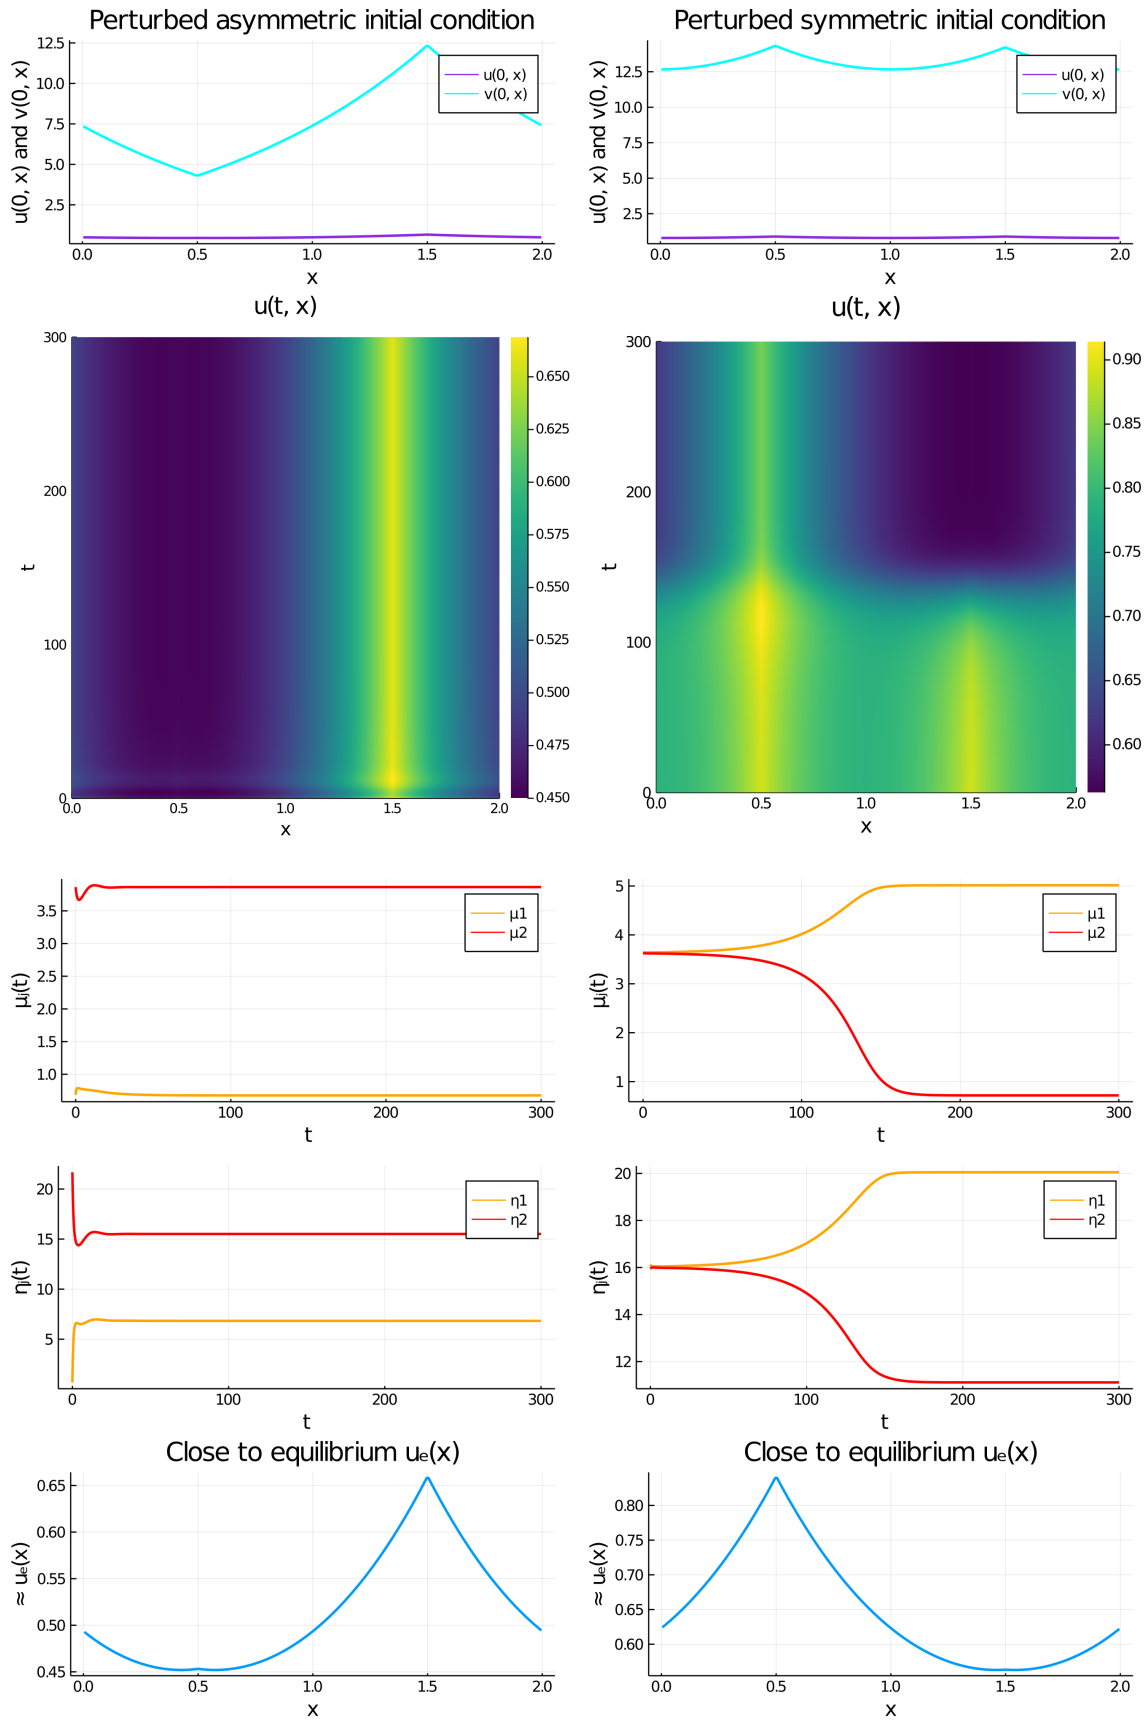 Perturbed asymmetric initial condition
u(0, x) and v(0, x)
12.5
10.0
7.5
5.0
2.5
u(0, x)
v(0, x)
0.0 0.5 1.0 1.5 2.0
x
Perturbed symmetric initial condition
u(0, x) and v(0, x)
12.5
10.0
7.5
5.0
2.5
u(0, x)
v(0, x)
0.0 0.5 1.0 1.5 2.0
x
u(t, x)
t
300
200
100
0
0.0 0.5 1.0 1.5 2.0
x
0.650
0.625
0.600
0.575
0.550
0.525
0.500
0.475
0.450
u(t, x)
t
300
200
100
0
0.0 0.5 1.0 1.5 2.0
x
0.90
0.85
0.80
0.75
0.70
0.65
0.60
μⱼ(t)
3.5
3.0
2.5
2.0
1.5
1.0
μ1
μ2
0 100 200 300
t
μⱼ(t)
5
4
3
2
1
μ1
μ2
0 100 200 300
t
ηⱼ(t)
20
15
10
5
η1
η2
0 100 200 300
t
ηⱼ(t)
20
18
16
14
12
η1
η2
0 100 200 300
t
Close to equilibrium uₑ(x)
≈ uₑ(x)
0.65
0.60
0.55
0.50
0.45
0.0 0.5 1.0 1.5 2.0
x
Close to equilibrium uₑ(x)
≈ uₑ(x)
0.80
0.75
0.70
0.65
0.60
0.0 0.5 1.0 1.5 2.0
x